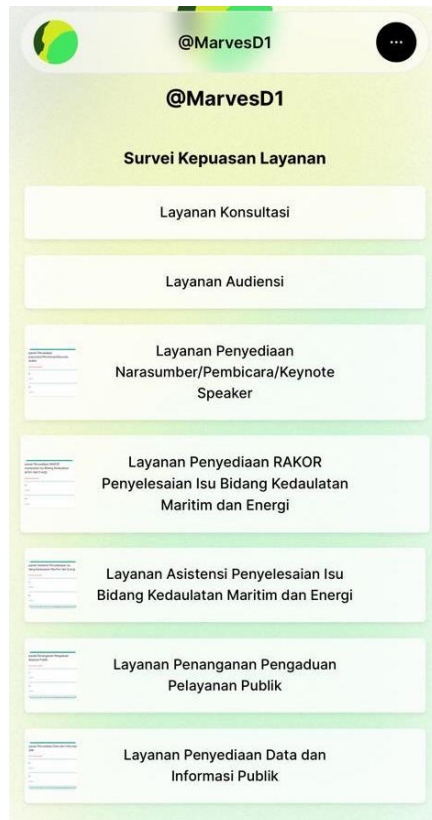 @MarvesD1
...
@MarvesD1
Survei Kepuasan Layanan
Layanan Konsultasi
Layanan Audiensi
Layanan Penyediaan
Narasumber/Pembicara/Keynote
Speaker
Layanan Penyediaan RAKOR
Penyelesaian Isu Bidang Kedaulatan
Maritim dan Energi
Layanan Asistensi Penyelesaian Isu
Bidang Kedaulatan Maritim dan Energi
Layanan Penanganan Pengaduan
Pelayanan Publik
Layanan Penyediaan Data dan
Informasi Publik